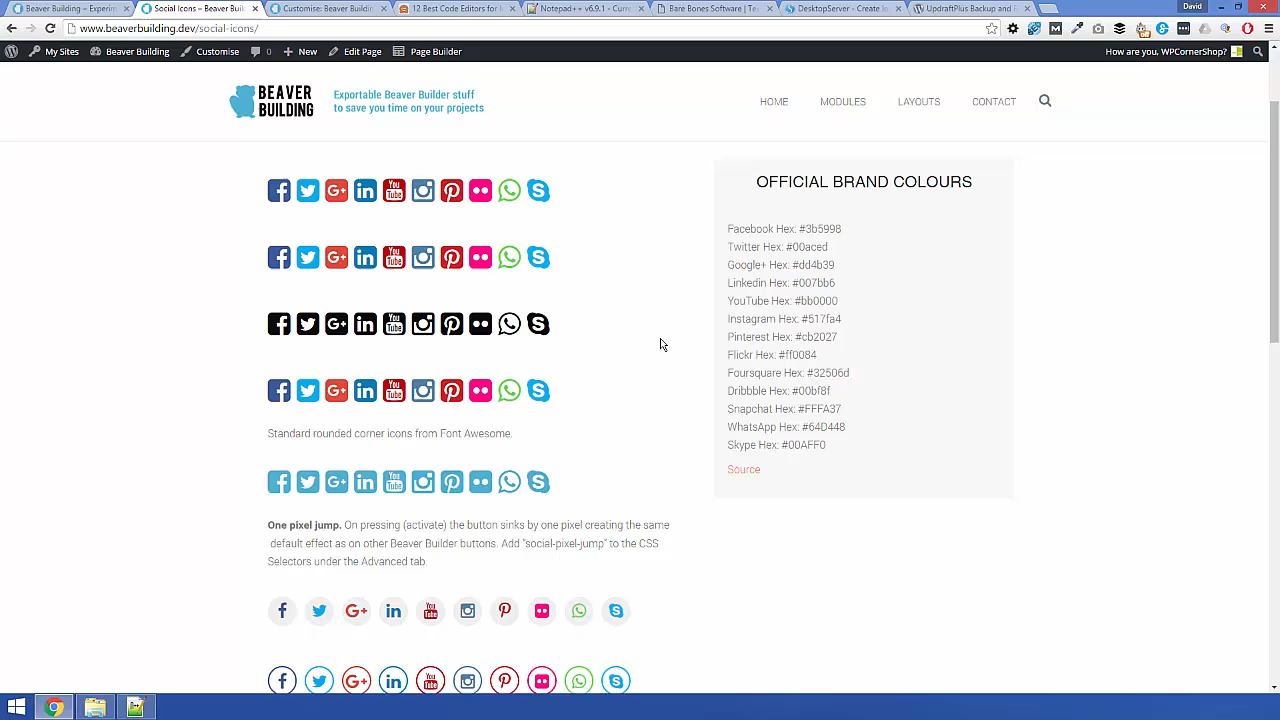 Beaver Building – Experim
Social Icons – Beaver Buil
Customise: Beaver Buildin
12 Best Code Editors for
Notepad++ v6.9.1 - Curre
Bare Bones Software | Te
DesktopServer - Create lo
UpdraftPlus Backup and
David
www.beaverbuilding.dev/social-icons/
My Sites
Beaver Building
Customise
0
New
Edit Page
Page Builder
How are you, WPCornerShop?
BEAVER
BUILDING
Exportable Beaver Builder stuff
to save you time on your projects
HOME
MODULES
LAYOUTS
CONTACT
OFFICIAL BRAND COLOURS
Facebook Hex: #3b5998
Twitter Hex: #00aced
Google+ Hex: #dd4b39
Linkedin Hex: #007bb6
YouTube Hex: #bb0000
Instagram Hex: #517fa4
Pinterest Hex: #cb2027
Flickr Hex: #ff0084
Foursquare Hex: #32506d
Dribbble Hex: #00bf8f
Snapchat Hex: #FFFA37
WhatsApp Hex: #64D448
Skype Hex: #00AFF0
Source
Standard rounded corner icons from Font Awesome.
One pixel jump. On pressing (activate) the button sinks by one pixel creating the same
default effect as on other Beaver Builder buttons. Add "social-pixel-jump" to the CSS
Selectors under the Advanced tab.